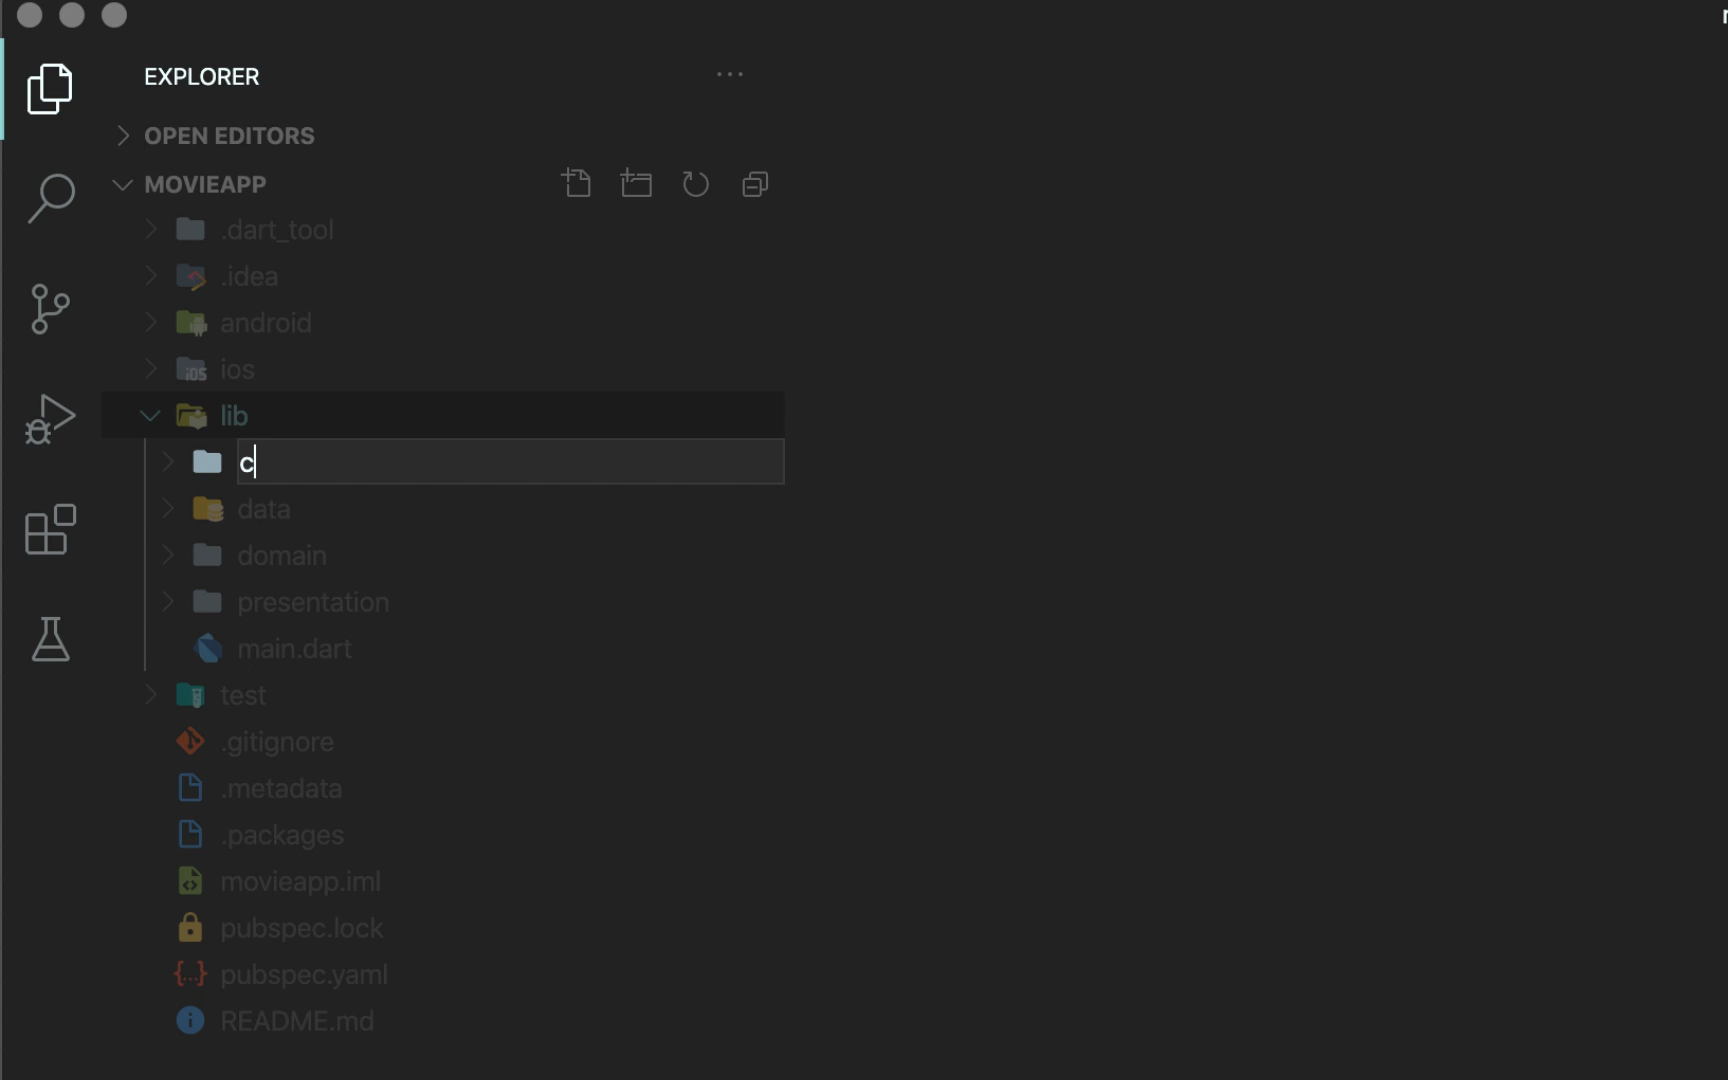 EXPLORER
OPEN EDITORS
MOVIEAPP
.dart_tool
.idea
android
ios
lib
c
data
domain
presentation
main.dart
test
.gitignore
.metadata
.packages
movieapp.iml
pubspec.lock
pubspec.yaml
README.md